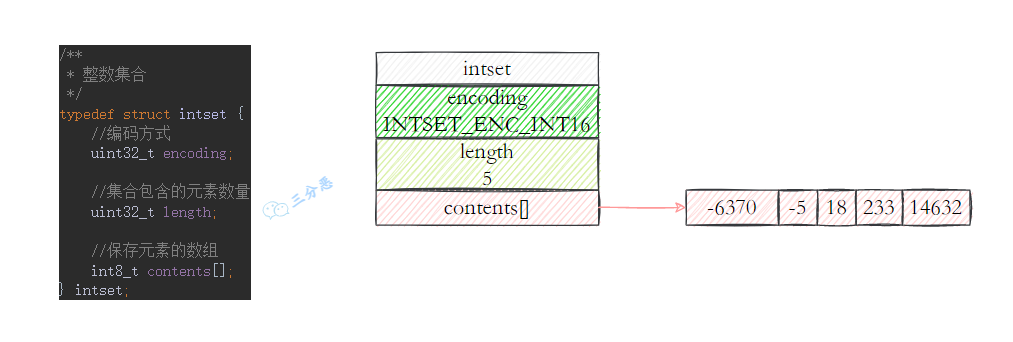 /**
* 整数集合
*/
typedef struct intset {
//编码方式
uint32_t encoding;
//集合包含的元素数量
uint32_t length;
//保存元素的数组
int8_t contents[];
} intset;
三分恶
intset
encoding
INTSET_ENC_INT16
length
5
contents[]
-6370 -5 18 233 14632